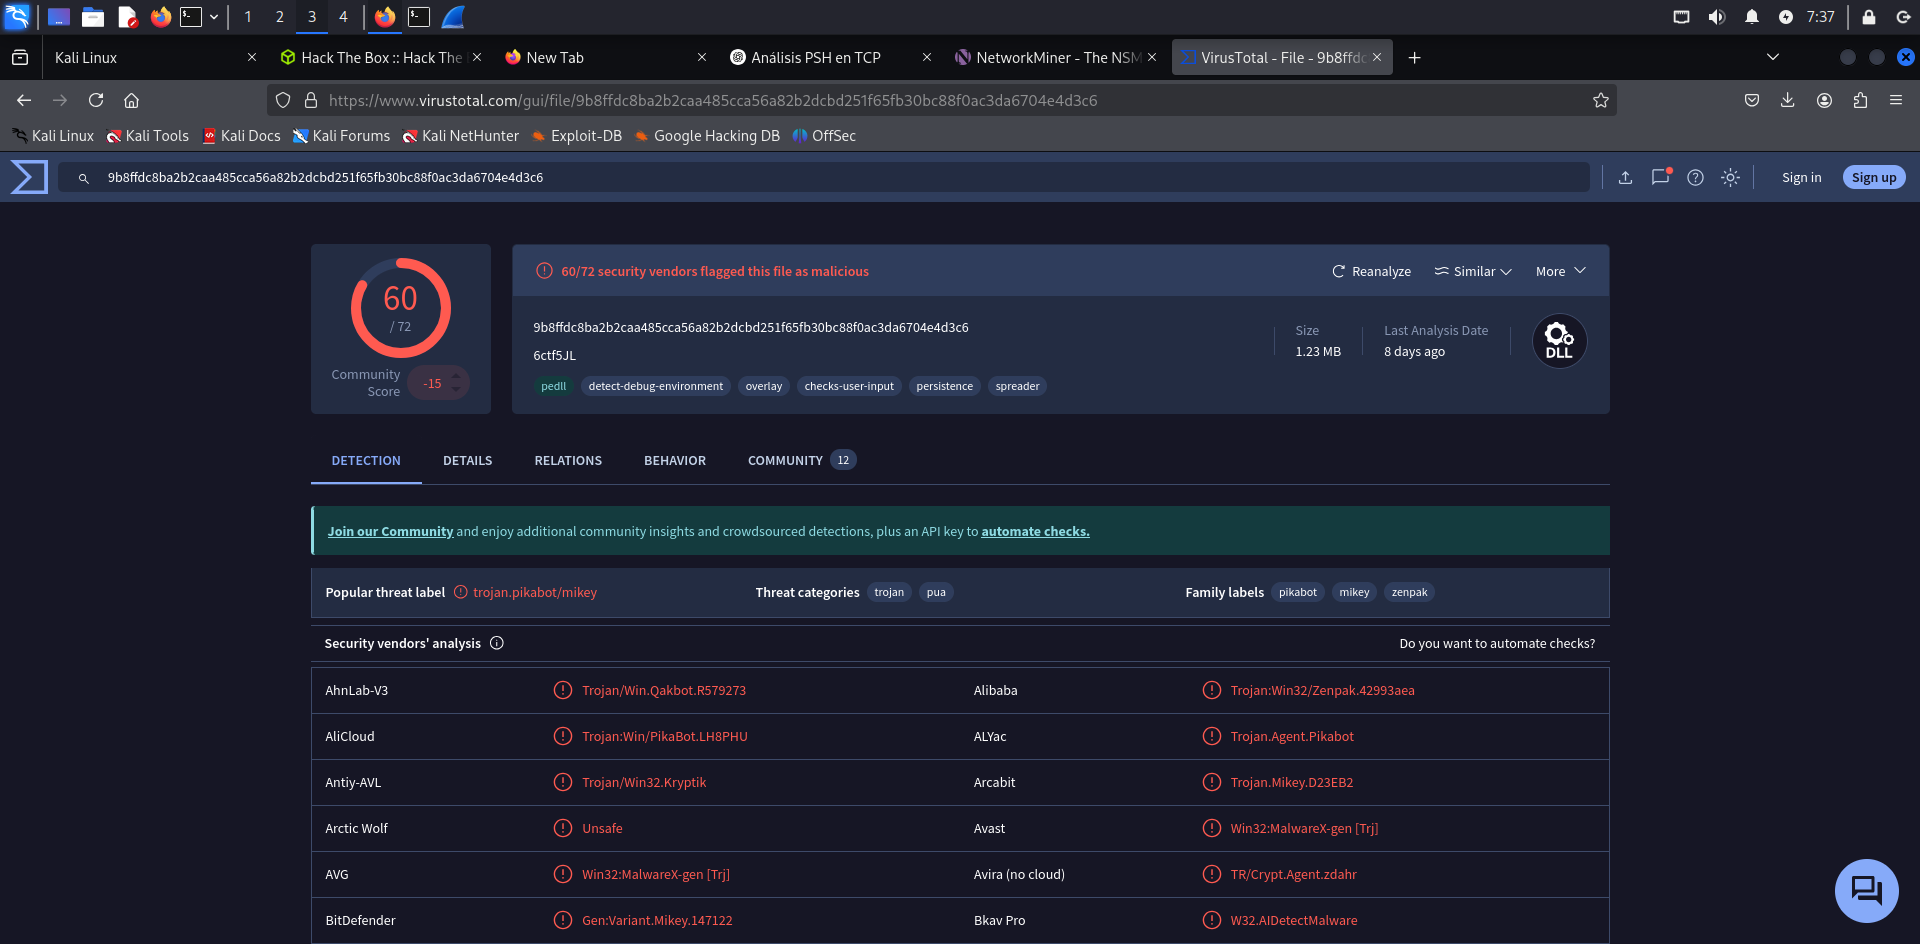 1 2 3 4 7:37
Kali Linux Hack The Box :: Hack The New Tab Análisis PSH en TCP NetworkMiner - The NSM VirusTotal - File - 9b8ffdc
https://www.virustotal.com/gui/file/9b8ffdc8ba2b2caa485cca56a82b2dcbd251f65fb30bc88f0ac3da6704e4d3c6
Kali Linux Kali Tools Kali Docs Kali Forums Kali NetHunter Exploit-DB Google Hacking DB OffSec
9b8ffdc8ba2b2caa485cca56a82b2dcbd251f65fb30bc88f0ac3da6704e4d3c6 Sign in Sign up
60
/ 72
Community Score -15
60/72 security vendors flagged this file as malicious Reanalyze Similar More
9b8ffdc8ba2b2caa485cca56a82b2dcbd251f65fb30bc88f0ac3da6704e4d3c6
6ctf5JL
pedll detect-debug-environment overlay checks-user-input persistence spreader
Size
1.23 MB
Last Analysis Date
8 days ago
DLL
DETECTION DETAILS RELATIONS BEHAVIOR COMMUNITY 12
Join our Community and enjoy additional community insights and crowdsourced detections, plus an API key to automate checks.
Popular threat label trojan.pikabot/mikey Threat categories trojan pua Family labels pikabot mikey zenpak
Security vendors' analysis Do you want to automate checks?
AhnLab-V3 Trojan/Win.Qakbot.R579273 Alibaba Trojan:Win32/Zenpak.42993aea
AliCloud Trojan:Win/PikaBot.LH8PHU ALYac Trojan.Agent.Pikabot
Antiy-AVL Trojan/Win32.Kryptik Arcabit Trojan.Mikey.D23EB2
Arctic Wolf Unsafe Avast Win32:MalwareX-gen [Trj]
AVG Win32:MalwareX-gen [Trj] Avira (no cloud) TR/Crypt.Agent.zdahr
BitDefender Gen:Variant.Mikey.147122 Bkav Pro W32.AIDetectMalware